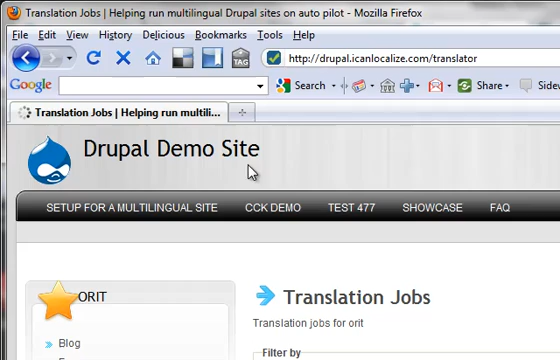 Translation Jobs | Helping run multilingual Drupal sites on auto pilot - Mozilla Firefox
File Edit View History Delicious Bookmarks Tools Help
TAG http://drupal.icanlocalize.com/translator
Google Search Share
Translation Jobs | Helping run multili...
Drupal Demo Site
SETUP FOR A MULTILINGUAL SITE CCK DEMO TEST 477 SHOWCASE FAQ
ORIT
Translation Jobs
Blog
Translation jobs for orit
Filter by